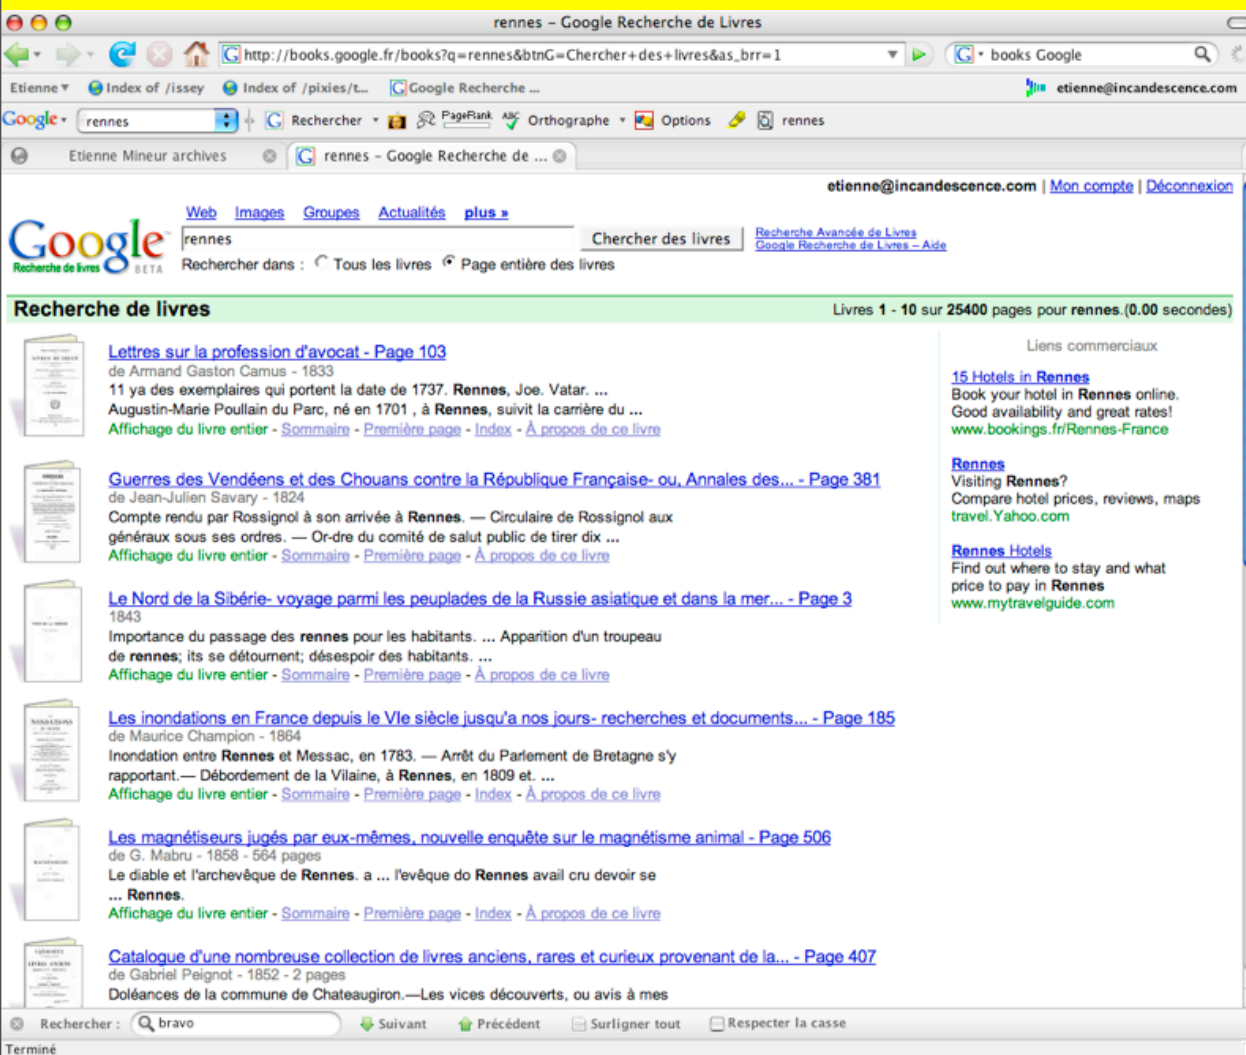 rennes – Google Recherche de Livres
http://books.google.fr/books?q=rennes&btnG=Chercher+des+livres&as_brr=1
books Google
Etienne
Index of /issey
Index of /pixies/t...
Google Recherche ...
etienne@incandescence.com
Google
rennes
Rechercher
PageRank
ABC
Orthographe
Options
rennes
Etienne Mineur archives
rennes – Google Recherche de ...
etienne@incandescence.com | Mon compte | Déconnexion
Web Images Groupes Actualités plus »
Google
Recherche de livres BETA
rennes
Chercher des livres
Recherche Avancée de Livres
Google Recherche de Livres – Aide
Rechercher dans : Tous les livres Page entière des livres
Recherche de livres
Livres 1 - 10 sur 25400 pages pour rennes.(0.00 secondes)
Lettres sur la profession d'avocat - Page 103
de Armand Gaston Camus - 1833
11 ya des exemplaires qui portent la date de 1737. Rennes, Joe. Vatar. ...
Augustin-Marie Poullain du Parc, né en 1701 , à Rennes, suivit la carrière du ...
Affichage du livre entier - Sommaire - Première page - Index - À propos de ce livre
Guerres des Vendéens et des Chouans contre la République Française- ou, Annales des... - Page 381
de Jean-Julien Savary - 1824
Compte rendu par Rossignol à son arrivée à Rennes. — Circulaire de Rossignol aux
généraux sous ses ordres. — Or-dre du comité de salut public de tirer dix ...
Affichage du livre entier - Sommaire - Première page - À propos de ce livre
Le Nord de la Sibérie- voyage parmi les peuplades de la Russie asiatique et dans la mer... - Page 3
1843
Importance du passage des rennes pour les habitants. ... Apparition d'un troupeau
de rennes; its se détournent; désespoir des habitants. ...
Affichage du livre entier - Sommaire - Première page - À propos de ce livre
Les inondations en France depuis le VIe siècle jusqu'a nos jours- recherches et documents... - Page 185
de Maurice Champion - 1864
Inondation entre Rennes et Messac, en 1783. — Arrêt du Parlement de Bretagne s'y
rapportant.— Débordement de la Vilaine, à Rennes, en 1809 et. ...
Affichage du livre entier - Sommaire - Première page - Index - À propos de ce livre
Les magnétiseurs jugés par eux-mêmes, nouvelle enquête sur le magnétisme animal - Page 506
de G. Mabru - 1858 - 564 pages
Le diable et l'archevêque de Rennes. a ... l'evêque do Rennes avail cru devoir se
... Rennes.
Affichage du livre entier - Sommaire - Première page - Index - À propos de ce livre
Catalogue d'une nombreuse collection de livres anciens, rares et curieux provenant de la... - Page 407
de Gabriel Peignot - 1852 - 2 pages
Doléances de la commune de Chateaugiron.—Les vices découverts, ou avis à mes
Liens commerciaux
15 Hotels in Rennes
Book your hotel in Rennes online.
Good availability and great rates!
www.bookings.fr/Rennes-France
Rennes
Visiting Rennes?
Compare hotel prices, reviews, maps
travel.Yahoo.com
Rennes Hotels
Find out where to stay and what
price to pay in Rennes
www.mytravelguide.com
Rechercher : bravo Suivant Précédent Surligner tout Respecter la casse
Terminé